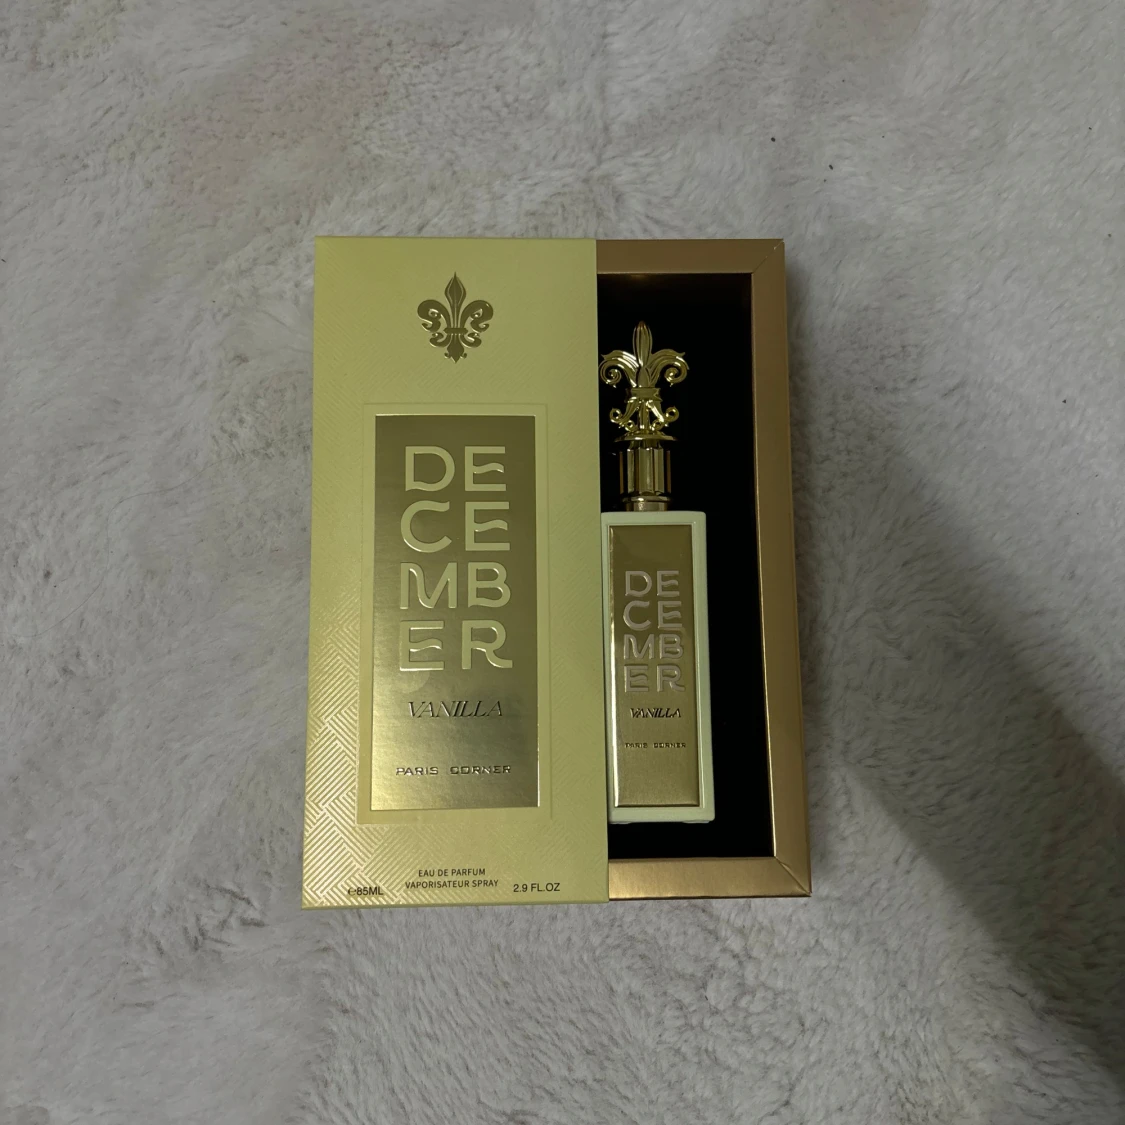 DE
CE
MB
ER
VANILLA
PARIS CORNER
EAU DE PARFUM
VAPORISATEUR SPRAY
℮85ML
2.9 FL.OZ
DE
CE
MB
ER
VANILLA
PARIS CORNER